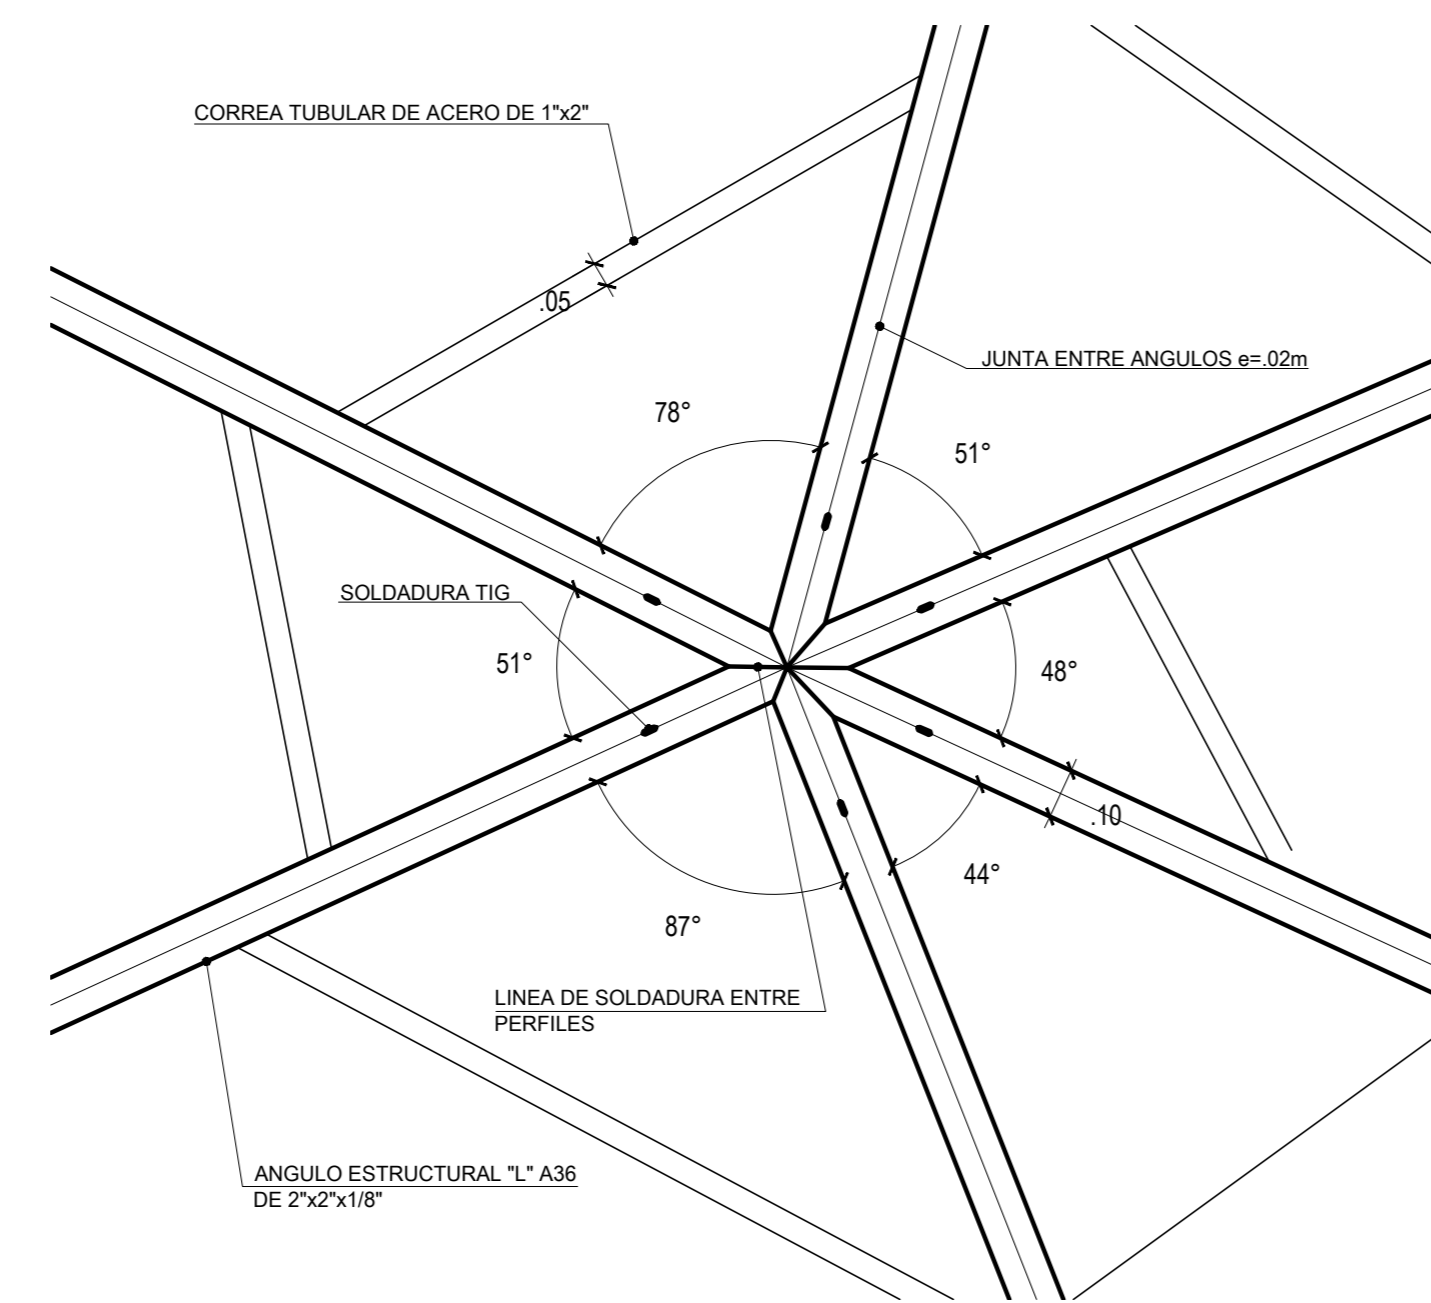 CORREA TUBULAR DE ACERO DE 1"x2"
.05
JUNTA ENTRE ANGULOS e=.02m
78°
51°
SOLDADURA TIG
51°
48°
.10
44°
87°
LINEA DE SOLDADURA ENTRE
PERFILES
ANGULO ESTRUCTURAL "L" A36
DE 2"x2"x1/8"